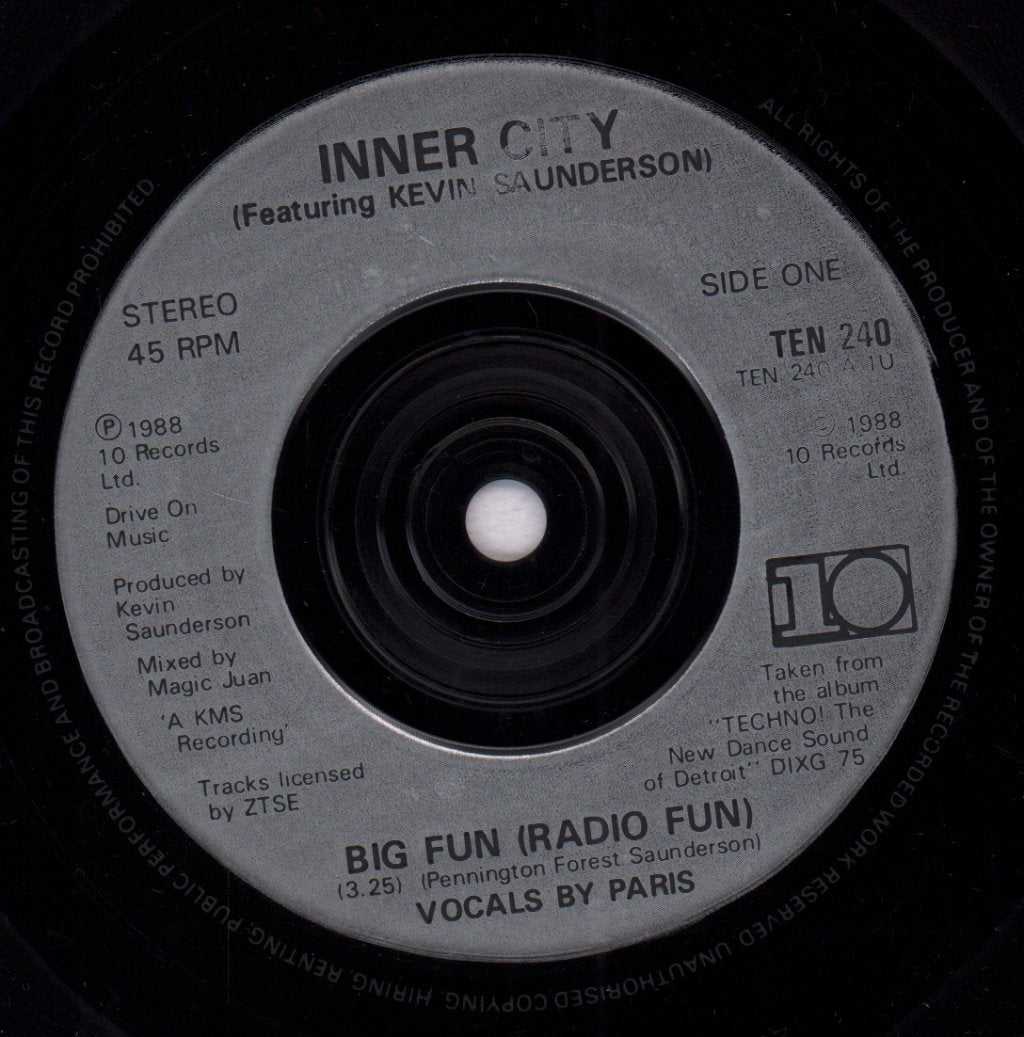 INNER CITY
(Featuring KEVIN SAUNDERSON)
STEREO
45 RPM
SIDE ONE
TEN 240
TEN 240 A 1U
Ⓟ 1988
10 Records
Ltd.
© 1988
10 Records
Ltd.
Drive On
Music
Produced by
Kevin
Saunderson
Mixed by
Magic Juan
'A KMS
Recording'
Tracks licensed
by ZTSE
10
Taken from
the album
"TECHNO! The
New Dance Sound
of Detroit" DIXG 75
BIG FUN (RADIO FUN)
(3.25) (Pennington Forest Saunderson)
VOCALS BY PARIS
ALL RIGHTS OF THE PRODUCER AND OF THE OWNER OF THE RECORDED WORK RESERVED. UNAUTHORISED COPYING, HIRING, RENTING, PUBLIC PERFORMANCE AND BROADCASTING OF THIS RECORD PROHIBITED.